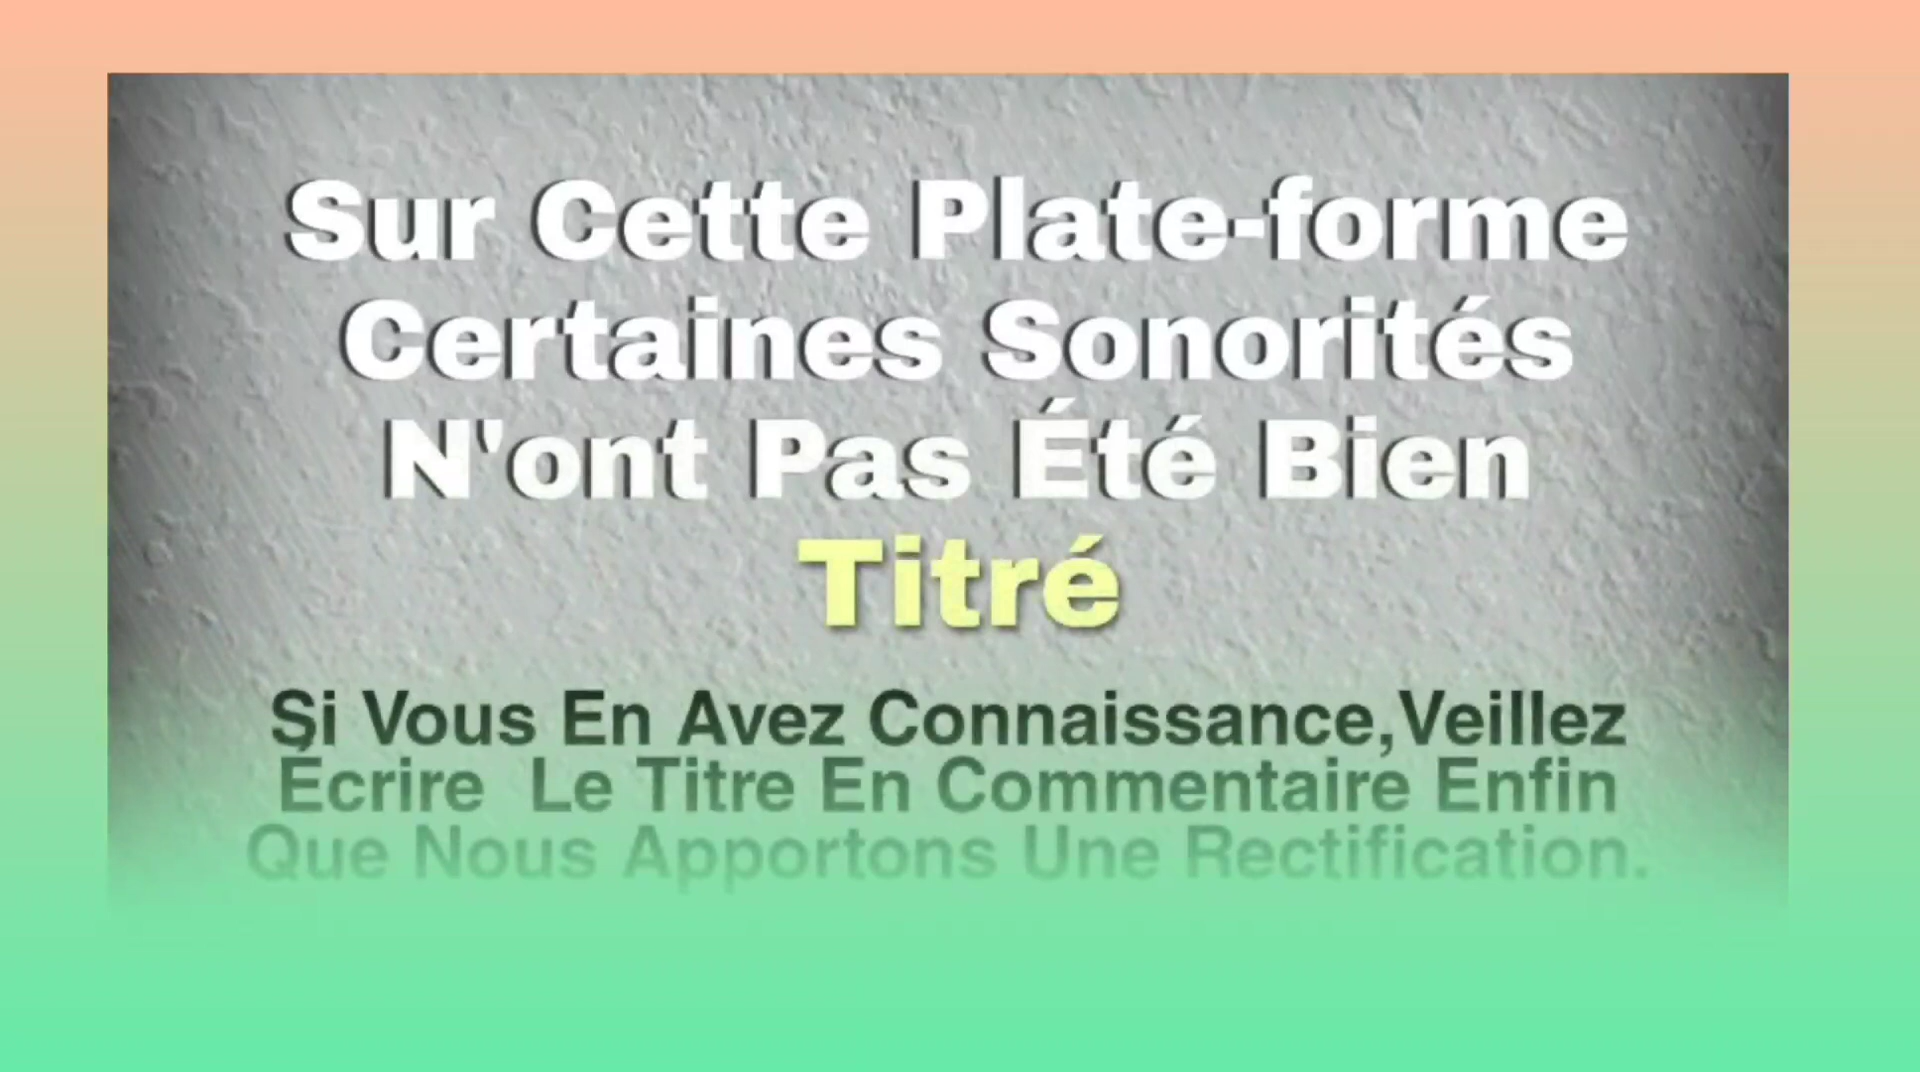 Sur Cette Plate-forme
Certaines Sonorités
N'ont Pas Été Bien
Titré
Si Vous En Avez Connaissance,Veillez
Écrire  Le Titre En Commentaire Enfin
Que Nous Apportons Une Rectification.